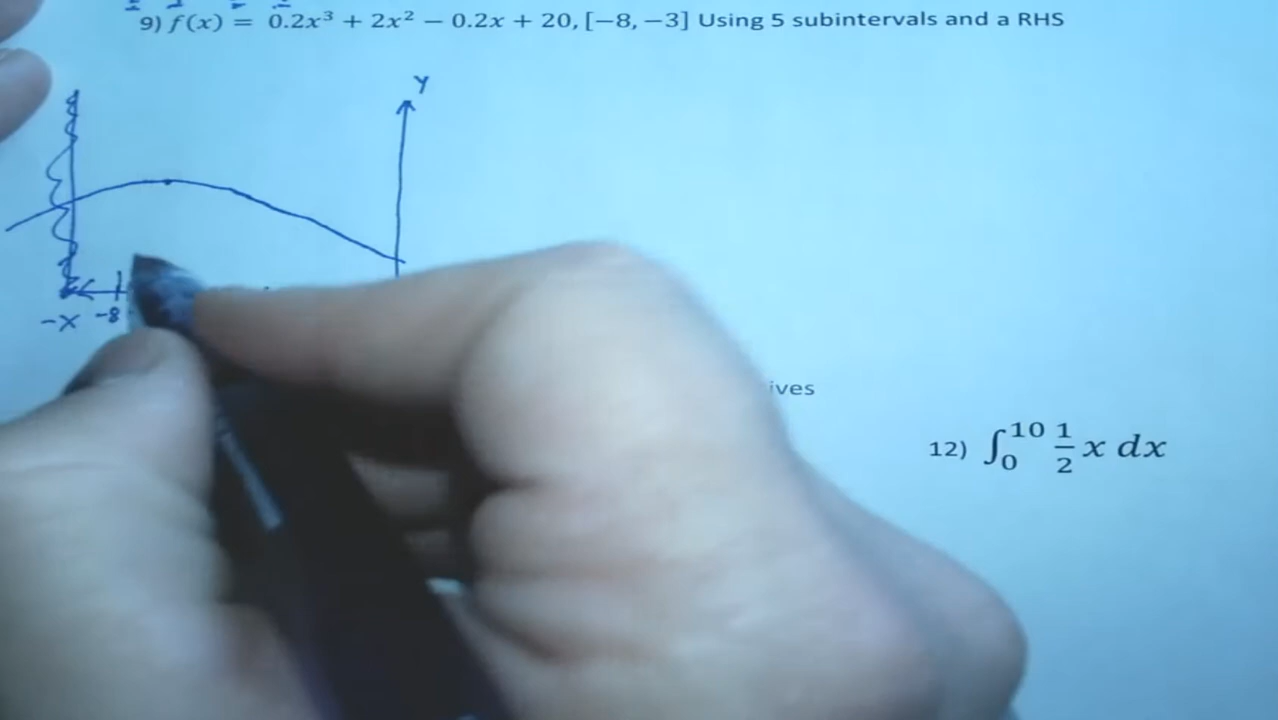 9) f(x) = 0.2x³ + 2x² − 0.2x + 20, [−8, −3] Using 5 subintervals and a RHS
Y
-X -8
12) ∫₀¹⁰ 1/2 x dx